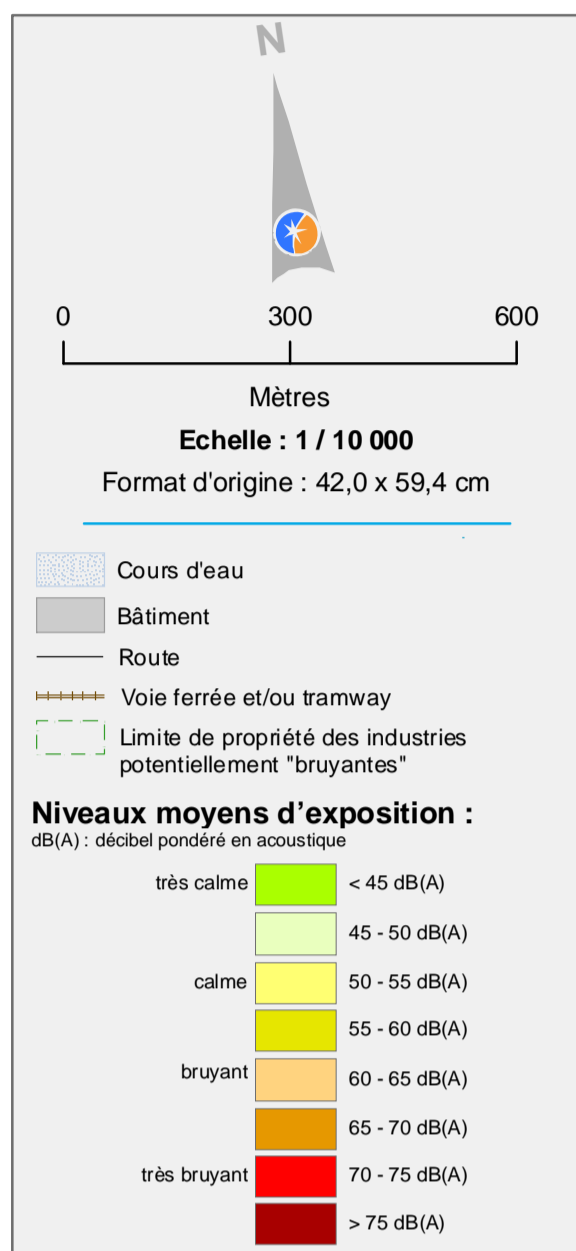 N
0 300 600
Mètres
Echelle : 1 / 10 000
Format d'origine : 42,0 x 59,4 cm
Cours d'eau
Bâtiment
Route
Voie ferrée et/ou tramway
Limite de propriété des industries
potentiellement "bruyantes"
Niveaux moyens d’exposition :
dB(A) : décibel pondéré en acoustique
très calme < 45 dB(A)
45 - 50 dB(A)
calme 50 - 55 dB(A)
55 - 60 dB(A)
bruyant 60 - 65 dB(A)
65 - 70 dB(A)
très bruyant 70 - 75 dB(A)
> 75 dB(A)